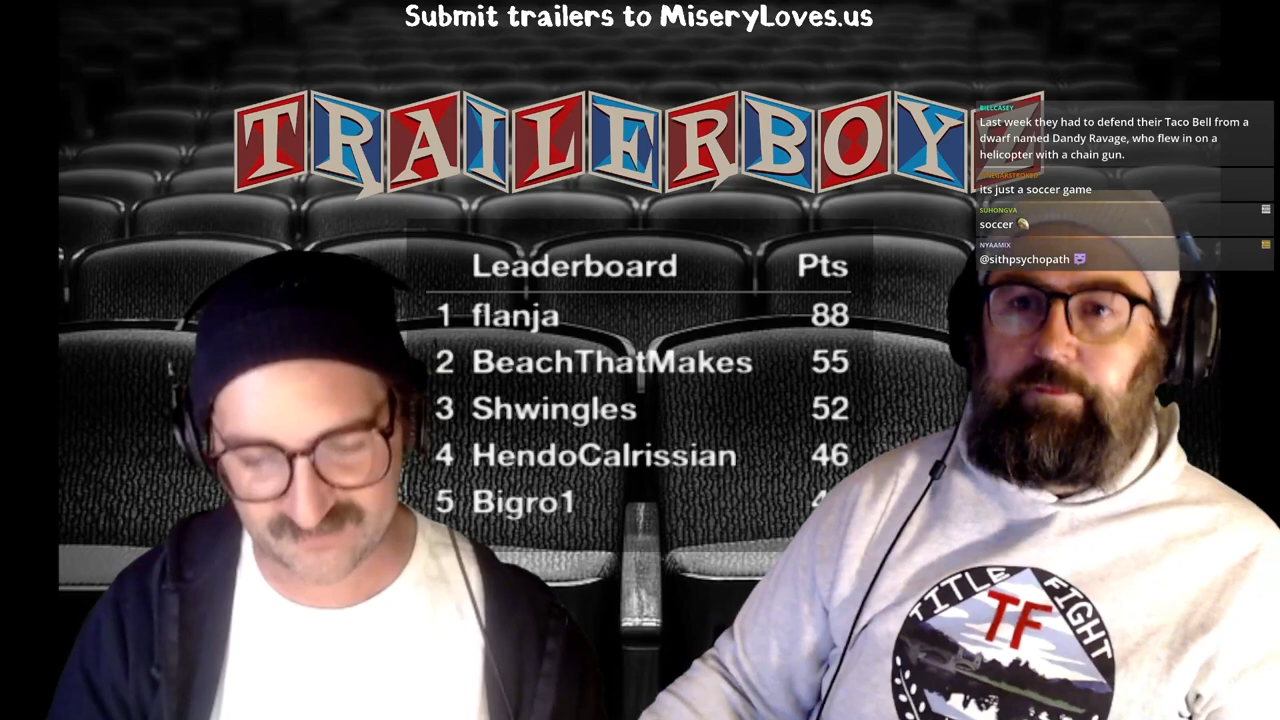 Submit trailers to MiseryLoves.us
TRAILERBOY
BILLCASEY
Last week they had to defend their Taco Bell from a
dwarf named Dandy Ravage, who flew in on a
helicopter with a chain gun.
its just a soccer game
SUHONGVA
soccer
NYAAMIX
@sithpsychopath
Leaderboard Pts
1 flanja 88
2 BeachThatMakes 55
3 Shwingles 52
4 HendoCalrissian 46
5 Bigro1
TITLE FIGHT
TF